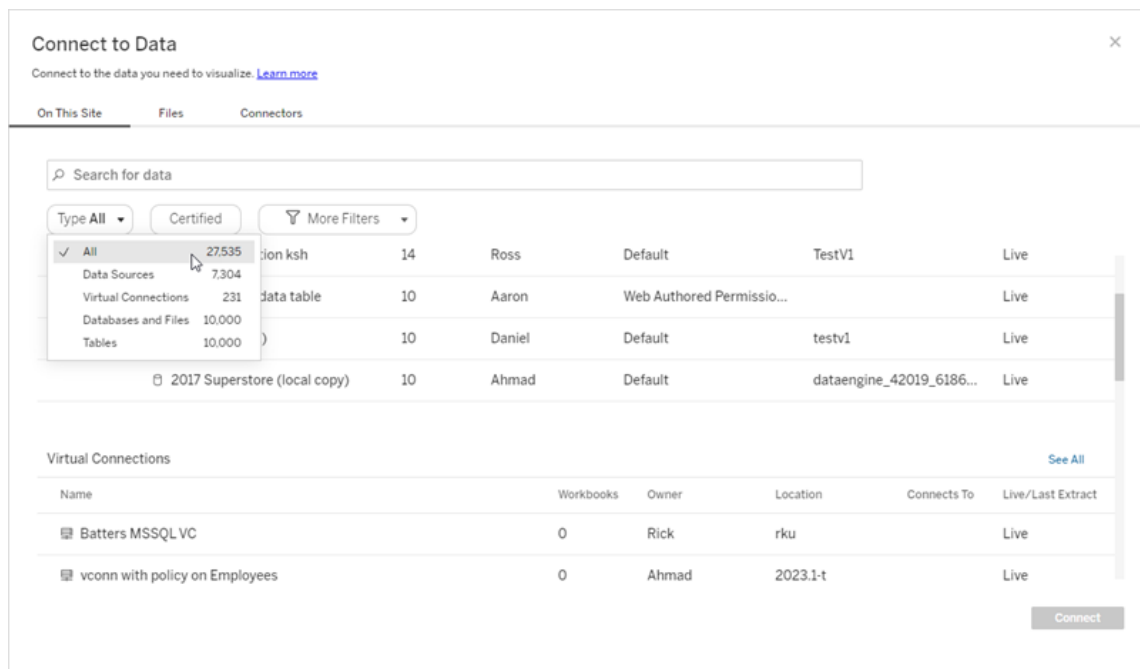 Connect to Data
Connect to the data you need to visualize. Learn more
On This Site Files Connectors
Search for data
Type All Certified More Filters
All 27,535
Data Sources 7,304
Virtual Connections 231
Databases and Files 10,000
Tables 10,000
ion ksh 14 Ross Default TestV1 Live
data table 10 Aaron Web Authored Permissio... Live
) 10 Daniel Default testv1 Live
2017 Superstore (local copy) 10 Ahmad Default dataengine_42019_6186... Live
Virtual Connections See All
Name Workbooks Owner Location Connects To Live/Last Extract
Batters MSSQL VC 0 Rick rku Live
vconn with policy on Employees 0 Ahmad 2023.1-t Live
Connect